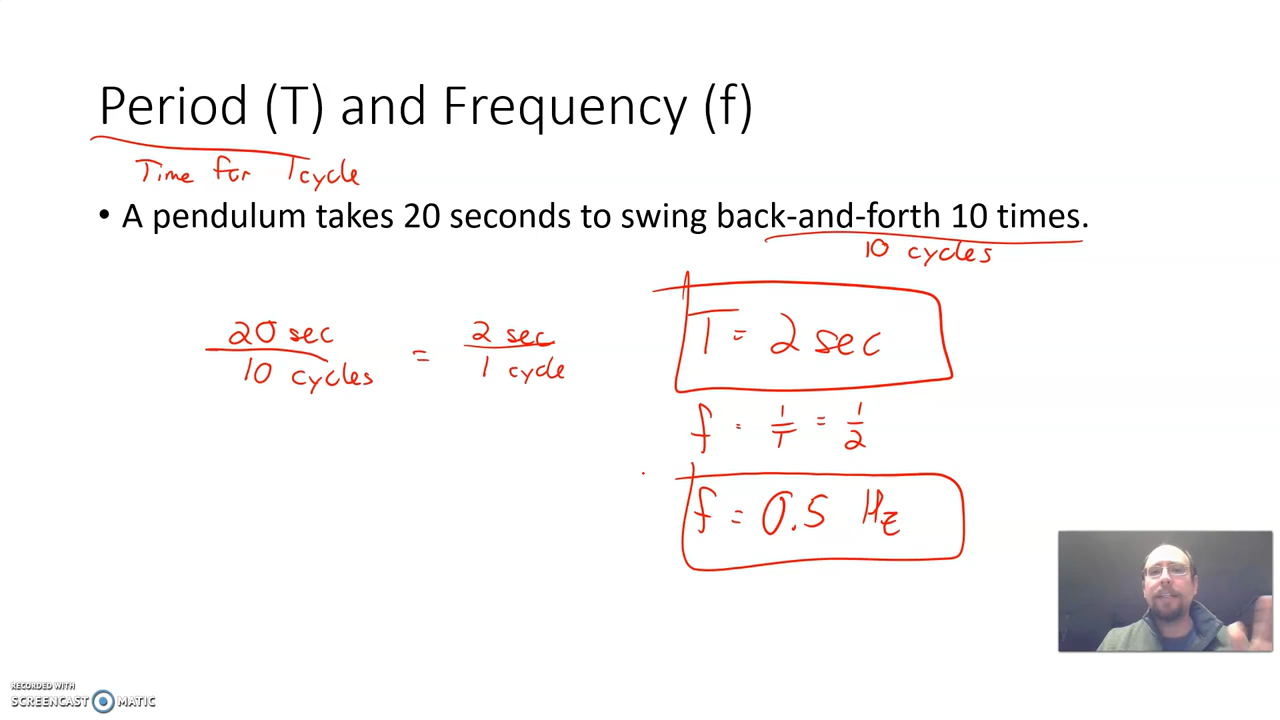 Period (T) and Frequency (f)
Time for 1 cycle
• A pendulum takes 20 seconds to swing back-and-forth 10 times.
10 cycles
20 sec / 10 cycles = 2 sec / 1 cycle
T = 2 sec
f = 1/T = 1/2
f = 0.5 Hz
RECORDED WITH
SCREENCAST MATIC